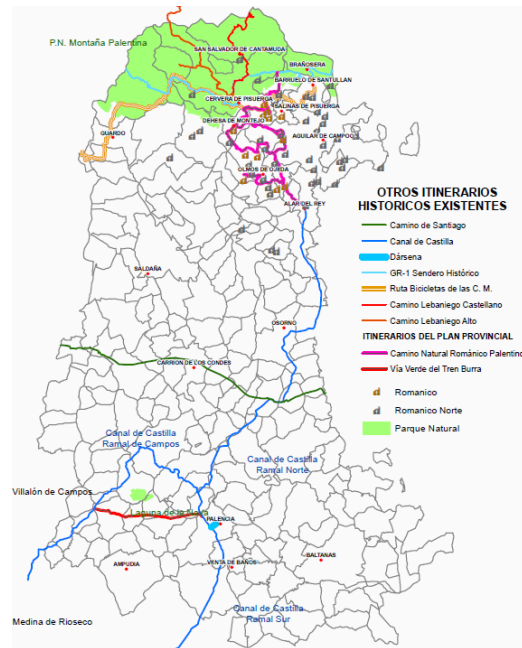 P.N. Montaña Palentina
SAN SALVADOR DE CANTAMUDA
BRAÑOSERA
BARRUELO DE SANTULLAN
CERVERA DE PISUERGA
SALINAS DE PISUERGA
DEHESA DE MONTEJO
GUARDO
AGUILAR DE CAMPOO
OLMOS DE OJEDA
ALAR DEL REY
SALDAÑA
OSORNO
CARRION DE LOS CONDES
Canal de Castilla
Ramal de Campos
Canal de Castilla
Ramal Norte
Villalón de Campos
Laguna de la Nava
PALENCIA
AMPUDIA
VENTA DE BAÑOS
BALTANAS
Canal de Castilla
Ramal Sur
Medina de Rioseco
OTROS ITINERARIOS
HISTORICOS EXISTENTES
Camino de Santiago
Canal de Castilla
Dársena
GR-1 Sendero Histórico
Ruta Bicicletas de las C. M.
Camino Lebaniego Castellano
Camino Lebaniego Alto
ITINERARIOS DEL PLAN PROVINCIAL
Camino Natural Románico Palentino
Vía Verde del Tren Burra
Romanico
Romanico Norte
Parque Natural